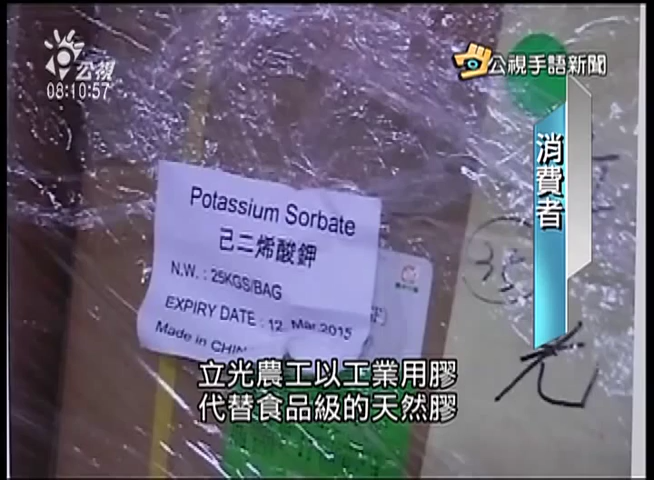 公視
08:10:57
公視手語新聞
消費者
Potassium Sorbate
己二烯酸鉀
N.W. : 25KGS/BAG
EXPIRY DATE : 12. Mar.2015
Made in CHIN
35
光
立光農工以工業用膠
代替食品級的天然膠